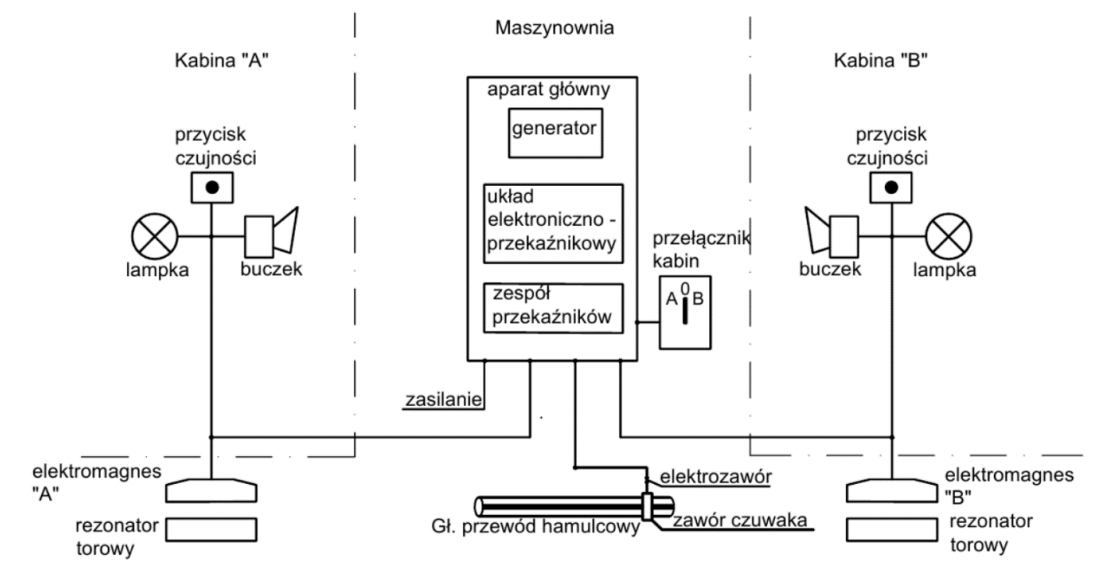 Maszynownia
Kabina "A"
Kabina "B"
aparat główny
generator
przycisk
czujności
przycisk
czujności
układ
elektroniczno -
przekaźnikowy
przełącznik
kabin
lampka
buczek
buczek
lampka
zespół
przekaźników
0
A B
zasilanie
elektromagnes
"A"
elektrozawór
elektromagnes
"B"
rezonator
torowy
Gł. przewód hamulcowy
zawór czuwaka
rezonator
torowy